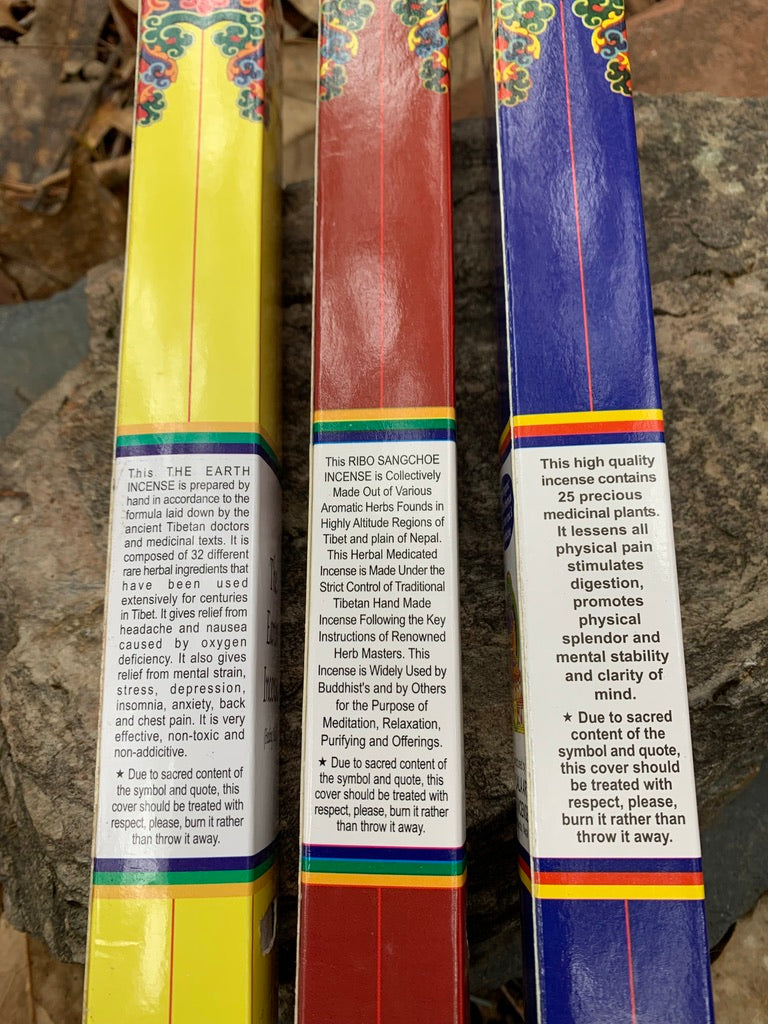 This. THE EARTH
INCENSE is prepared by
hand in accordance to the
formula laid down by the
ancient Tibetan doctors
and medicinal texts. It is
composed of 32 different
rare herbal ingredients that
have been used
extensively for centuries
in Tibet. It gives relief from
headache and nausea
caused by oxygen
deficiency. It also gives
relief from mental strain,
stress, depression,
insomnia, anxiety, back
and chest pain. It is very
effective, non-toxic and
non-addicitive.
★ Due to sacred content of
the symbol and quote, this
cover should be treated with
respect, please, burn it rather
than throw it away.
This RIBO SANGCHOE
INCENSE is Collectively
Made Out of Various
Aromatic Herbs Founds in
Highly Altitude Regions of
Tibet and plain of Nepal.
This Herbal Medicated
Incense is Made Under the
Strict Control of Traditional
Tibetan Hand Made
Incense Following the Key
Instructions of Renowned
Herb Masters. This
Incense is Widely Used by
Buddhist's and by Others
for the Purpose of
Meditation, Relaxation,
Purifying and Offerings.
★ Due to sacred content of
the symbol and quote, this
cover should be treated with
respect, please, burn it rather
than throw it away.
This high quality
incense contains
25 precious
medicinal plants.
It lessens all
physical pain
stimulates
digestion,
promotes
physical
splendor and
mental stability
and clarity of
mind.
★ Due to sacred
content of the
symbol and quote,
this cover should
be treated with
respect, please,
burn it rather than
throw it away.